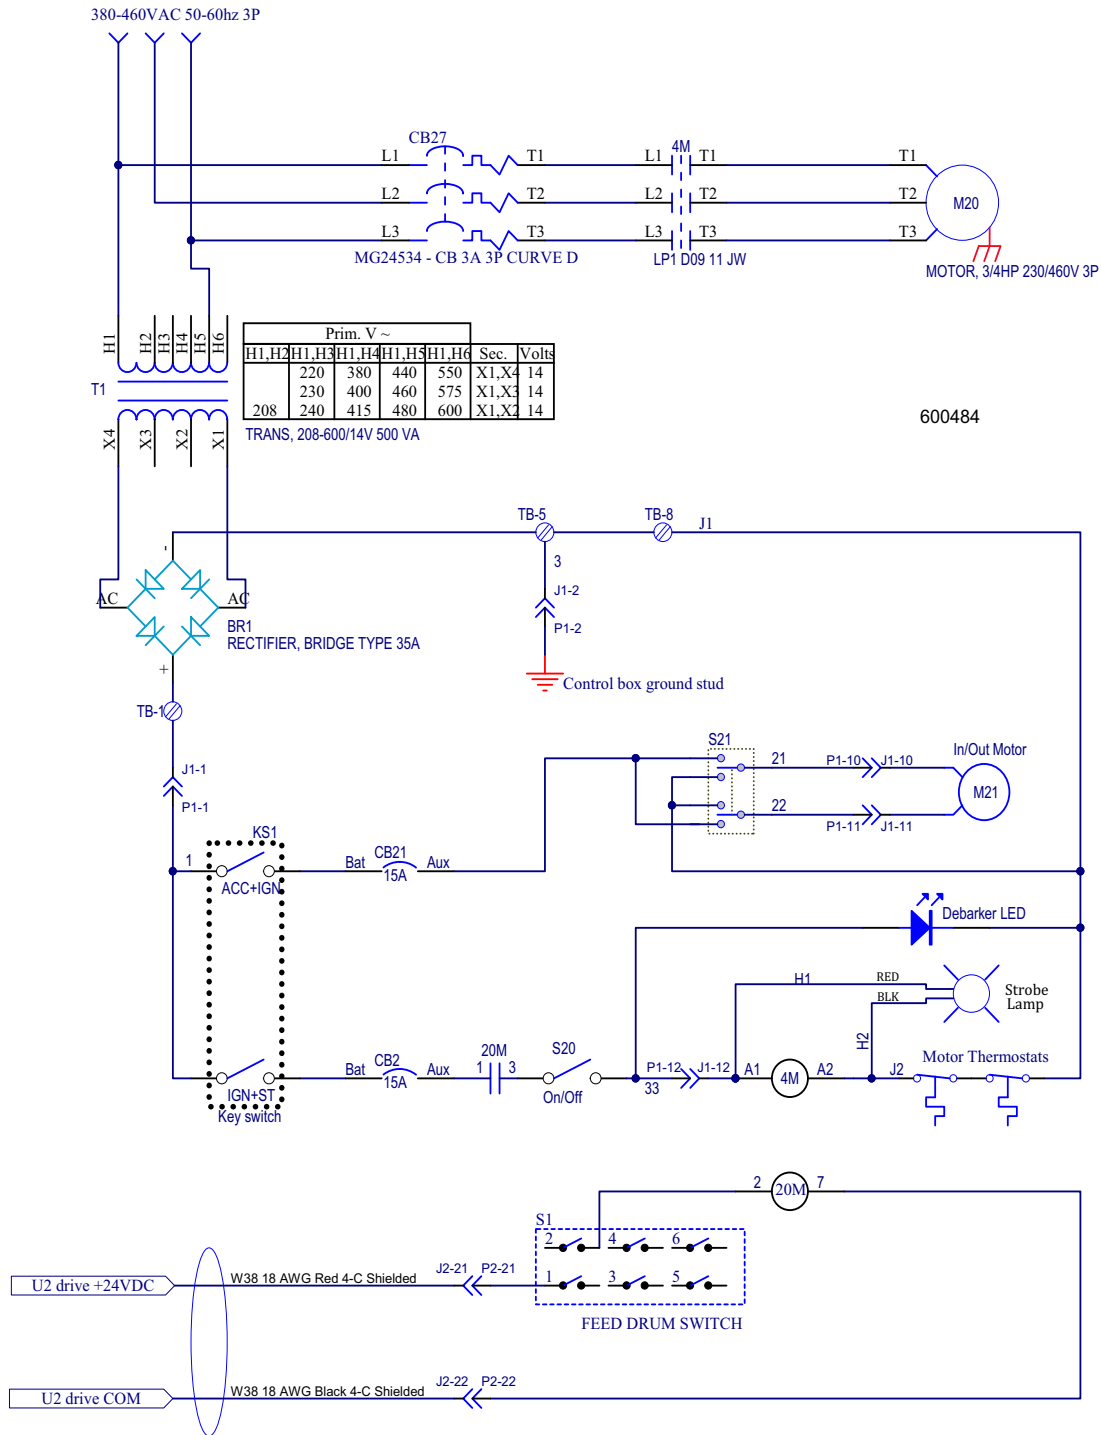 380-460VAC 50-60hz 3P
CB27
4M
L1 T1 L1 T1 T1
L2 T2 L2 T2 T2
M20
L3 T3 L3 T3 T3
MG24534 - CB 3A 3P CURVE D
LP1 D09 11 JW
MOTOR, 3/4HP 230/460V 3P
H1 H2 H3 H4 H5 H6
T1
X4 X3 X2 X1
Prim. V ~
H1,H2 H1,H3 H1,H4 H1,H5 H1,H6 Sec. Volts
220 380 440 550 X1,X4 14
230 400 460 575 X1,X3 14
208 240 415 480 600 X1,X2 14
TRANS, 208-600/14V 500 VA
600484
TB-5
TB-8
J1
-
AC
AC
BR1
RECTIFIER, BRIDGE TYPE 35A
+
3
J1-2
P1-2
Control box ground stud
TB-1
J1-1
P1-1
S21
21
P1-10 J1-10
In/Out Motor
M21
22
P1-11 J1-11
KS1
1
ACC+IGN
Bat CB21 Aux
15A
Debarker LED
H1
RED
BLK
Strobe
Lamp
H2
IGN+ST
Key switch
Bat CB2 Aux
15A
20M
1 3
S20
On/Off
P1-12 J1-12
33
A1 4M A2
J2
Motor Thermostats
2 20M 7
S1
2 4 6
1 3 5
FEED DRUM SWITCH
U2 drive +24VDC
W38 18 AWG Red 4-C Shielded
J2-21 P2-21
U2 drive COM
W38 18 AWG Black 4-C Shielded
J2-22 P2-22